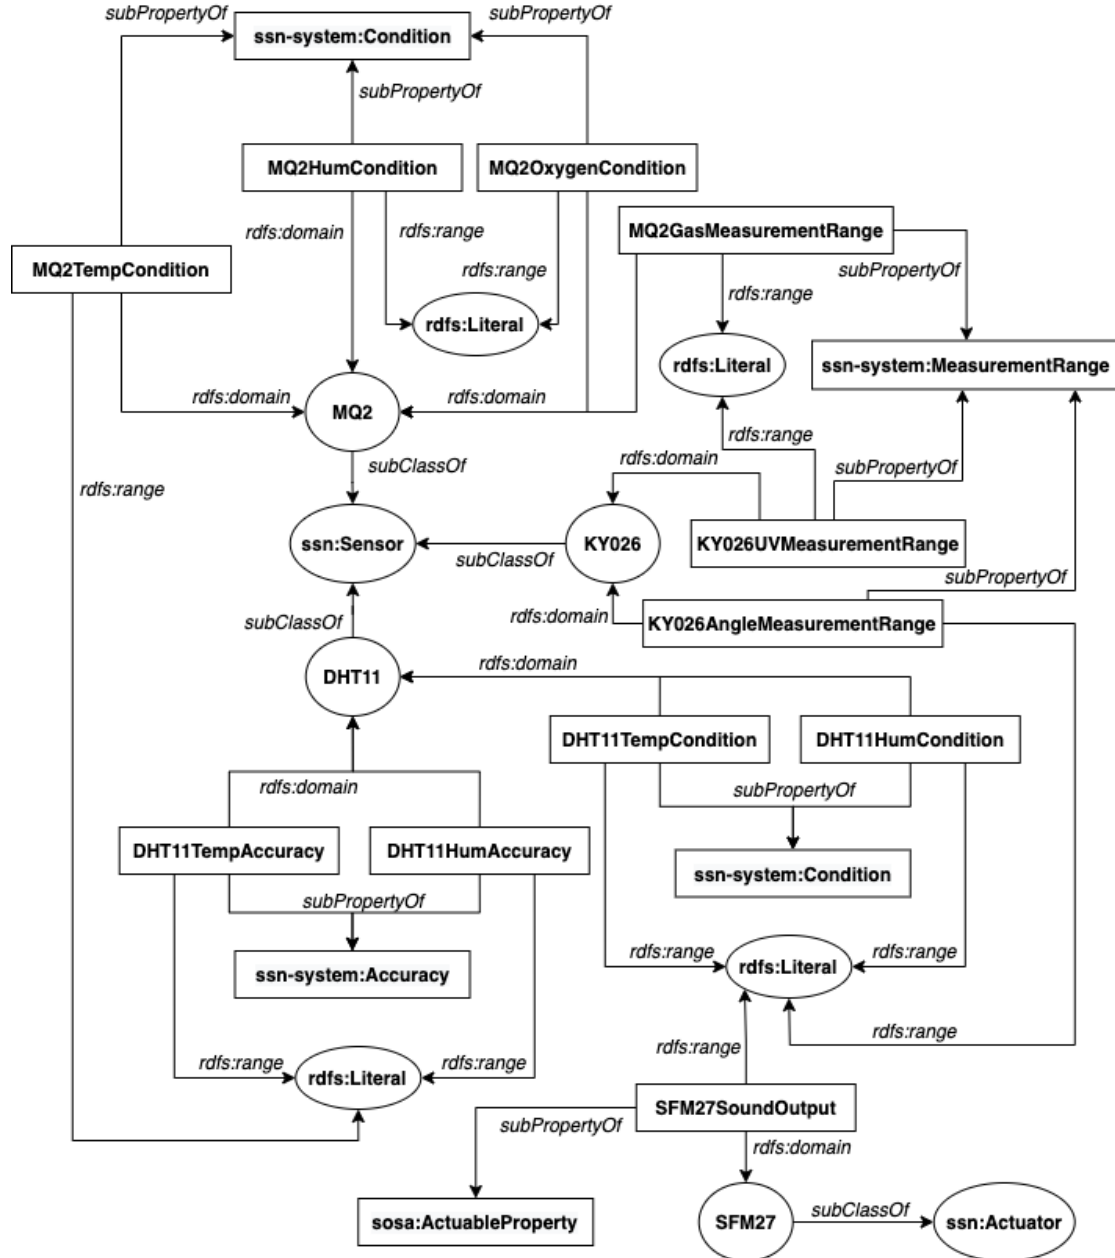 subPropertyOf
subPropertyOf
ssn-system:Condition
subPropertyOf
MQ2HumCondition
MQ2OxygenCondition
rdfs:domain
rdfs:range
MQ2GasMeasurementRange
MQ2TempCondition
rdfs:range
subPropertyOf
rdfs:range
rdfs:Literal
rdfs:Literal
ssn-system:MeasurementRange
rdfs:domain
MQ2
rdfs:domain
rdfs:range
subClassOf
rdfs:domain
subPropertyOf
rdfs:range
ssn:Sensor
KY026
KY026UVMeasurementRange
subClassOf
subPropertyOf
subClassOf
rdfs:domain
KY026AngleMeasurementRange
rdfs:domain
DHT11
DHT11TempCondition
DHT11HumCondition
rdfs:domain
subPropertyOf
DHT11TempAccuracy
DHT11HumAccuracy
ssn-system:Condition
subPropertyOf
ssn-system:Accuracy
rdfs:range
rdfs:Literal
rdfs:range
rdfs:range
rdfs:range
rdfs:range
rdfs:Literal
rdfs:range
SFM27SoundOutput
subPropertyOf
rdfs:domain
sosa:ActuableProperty
SFM27
subClassOf
ssn:Actuator